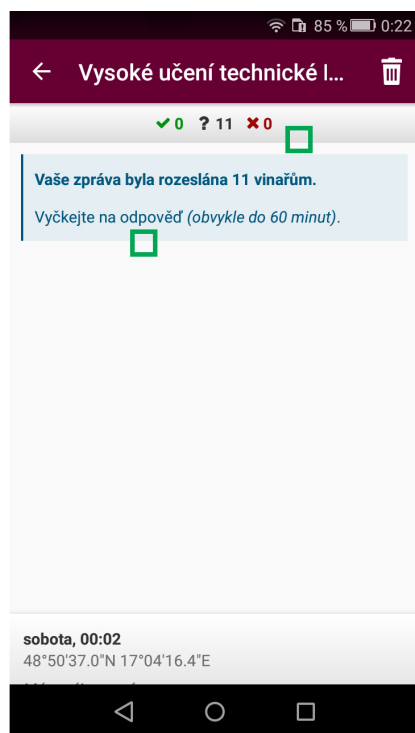 85 % 0:22
Vysoké učení technické I...
0 ? 11 0
Vaše zpráva byla rozeslána 11 vinařům.
Vyčkejte na odpověď (obvykle do 60 minut).
sobota, 00:02
48°50'37.0"N 17°04'16.4"E